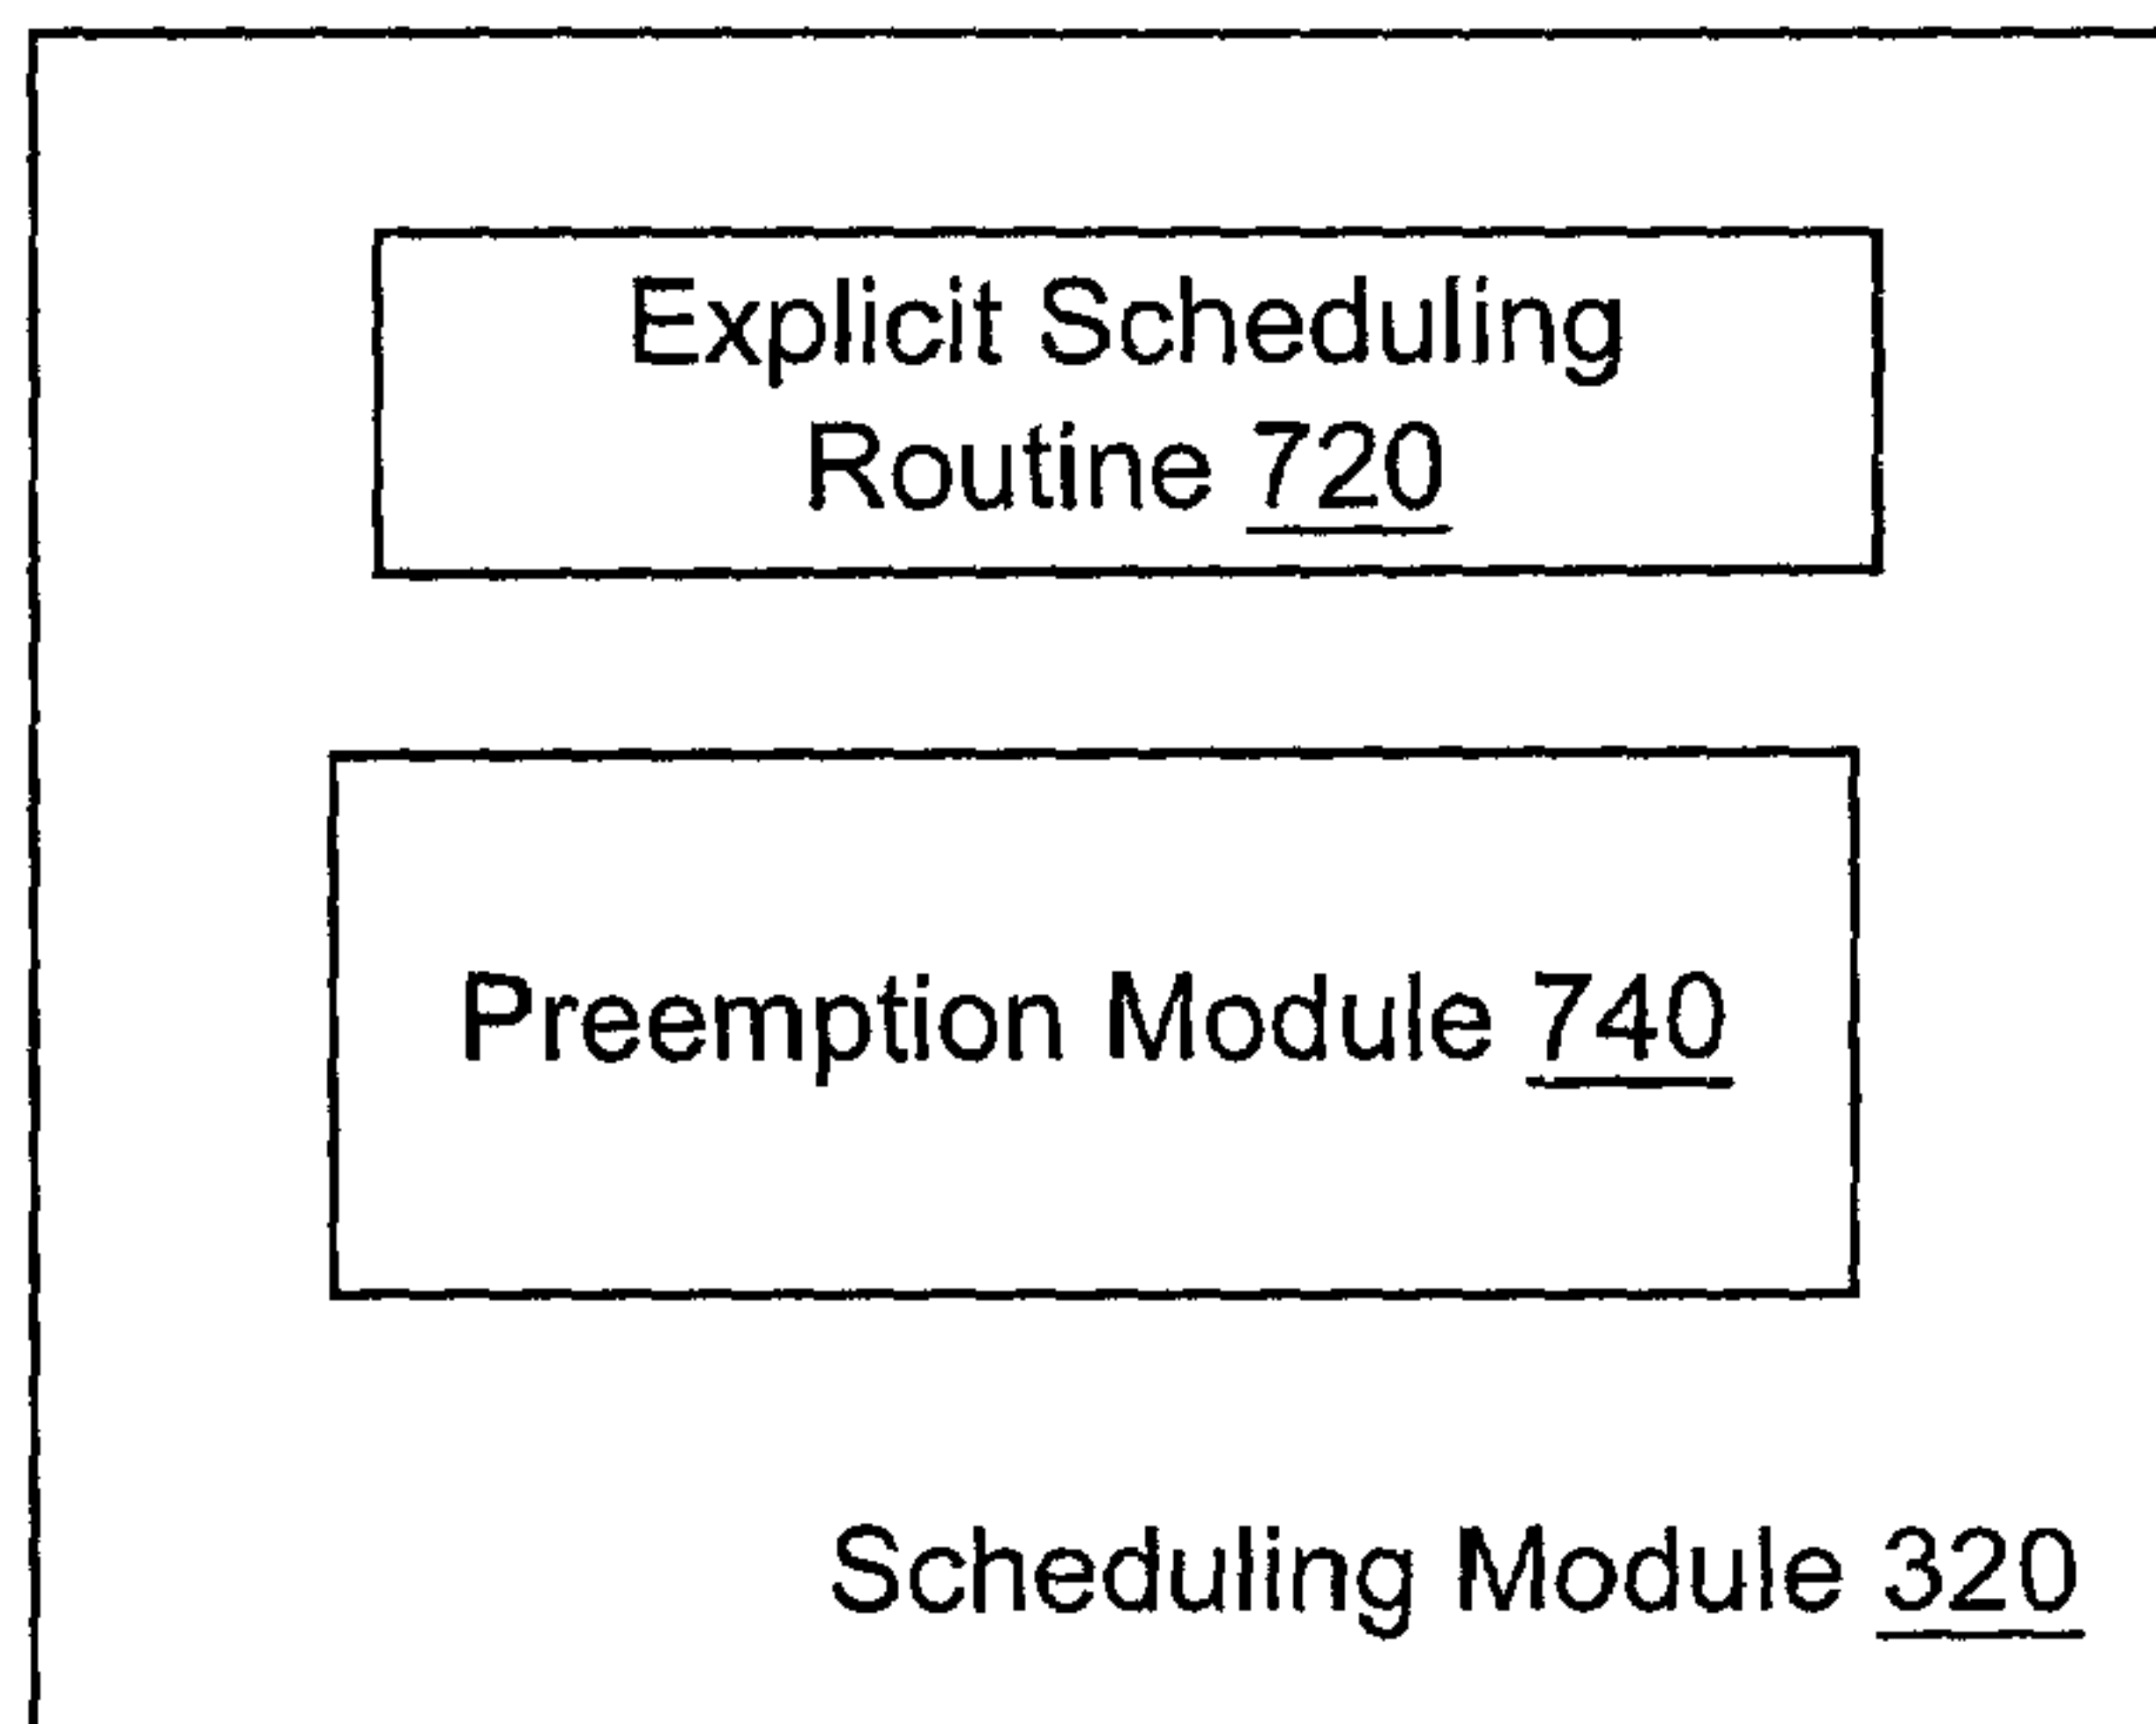 Explicit Scheduling
Routine 720
Preemption Module 740
Scheduling Module 320